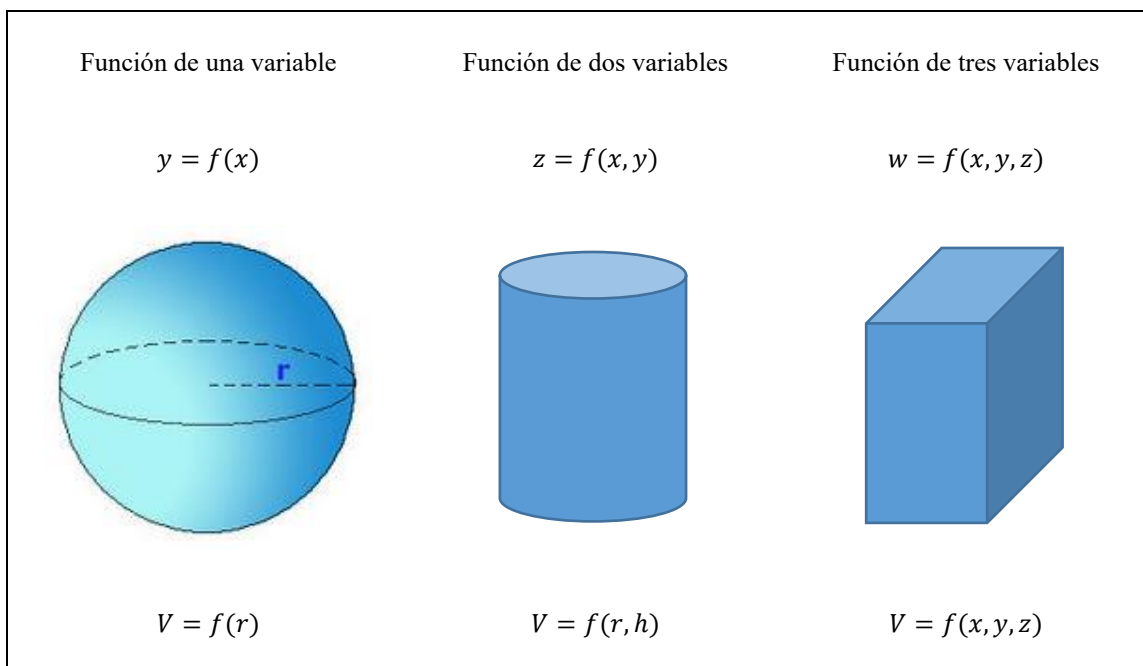 Función de una variable
Función de dos variables
Función de tres variables
y = f(x)
z = f(x, y)
w = f(x, y, z)
r
V = f(r)
V = f(r, h)
V = f(x, y, z)